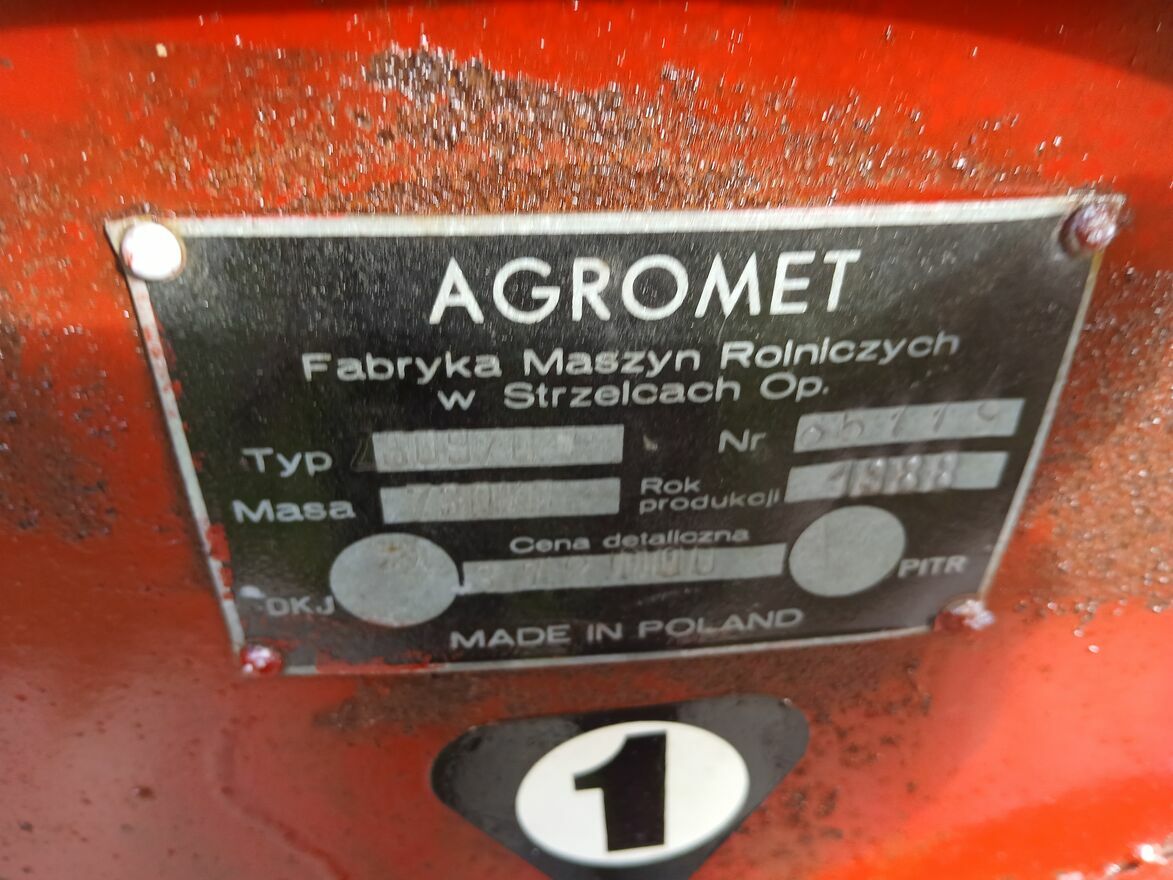 AGROMET
Fabryka Maszyn Rolniczych
w Strzelcach Op.
Typ Nr
Masa Rok produkcji 1988
Cena detaliczna
DKJ PITR
MADE IN POLAND
1